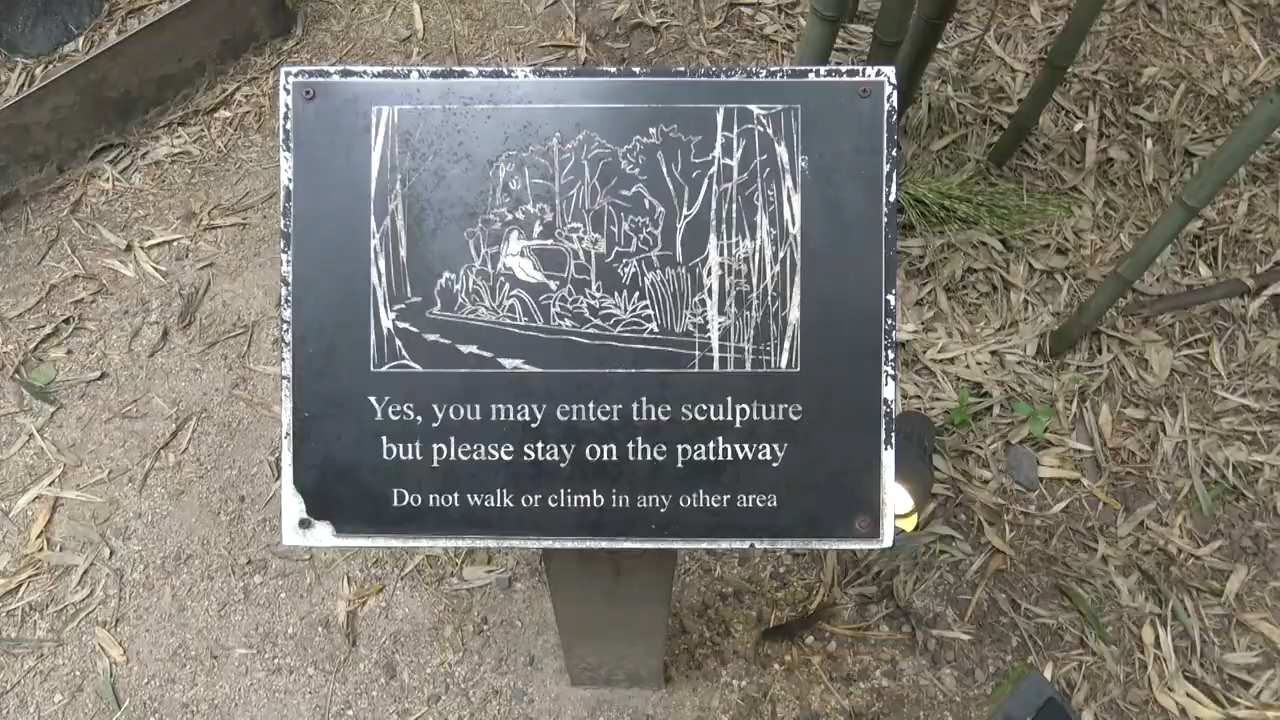 Yes, you may enter the sculpture
but please stay on the pathway
Do not walk or climb in any other area